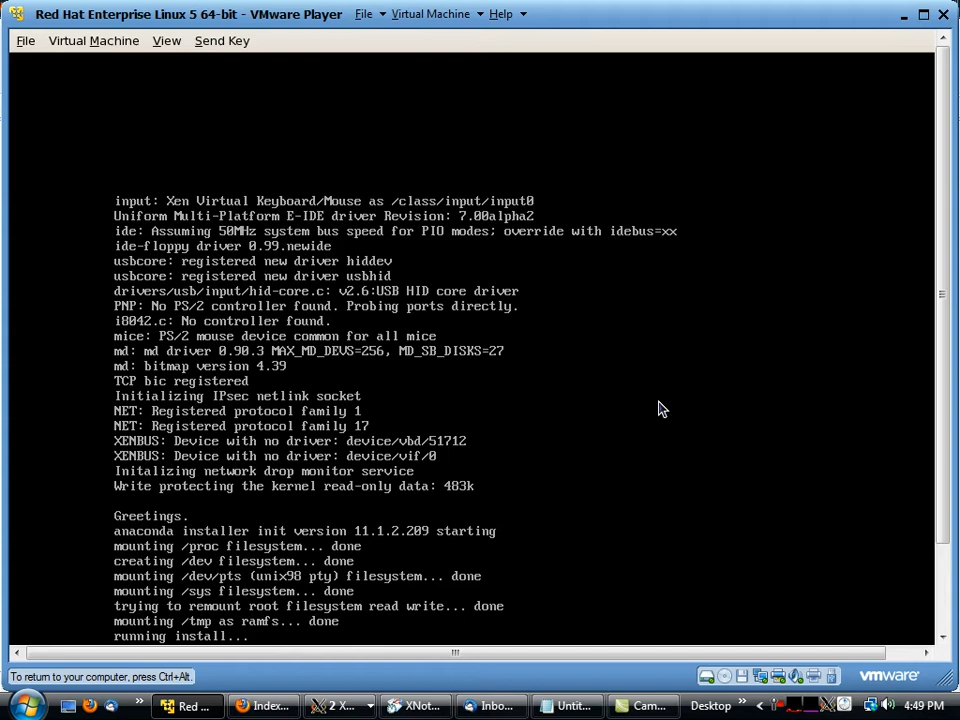 Red Hat Enterprise Linux 5 64-bit - VMware Player File Virtual Machine Help
File Virtual Machine View Send Key
input: Xen Virtual Keyboard/Mouse as /class/input/input0
Uniform Multi-Platform E-IDE driver Revision: 7.00alpha2
ide: Assuming 50MHz system bus speed for PIO modes; override with idebus=xx
ide-floppy driver 0.99.newide
usbcore: registered new driver hiddev
usbcore: registered new driver usbhid
drivers/usb/input/hid-core.c: v2.6:USB HID core driver
PNP: No PS/2 controller found. Probing ports directly.
i8042.c: No controller found.
mice: PS/2 mouse device common for all mice
md: md driver 0.90.3 MAX_MD_DEVS=256, MD_SB_DISKS=27
md: bitmap version 4.39
TCP bic registered
Initializing IPsec netlink socket
NET: Registered protocol family 1
NET: Registered protocol family 17
XENBUS: Device with no driver: device/vbd/51712
XENBUS: Device with no driver: device/vif/0
Initalizing network drop monitor service
Write protecting the kernel read-only data: 483k
Greetings.
anaconda installer init version 11.1.2.209 starting
mounting /proc filesystem... done
creating /dev filesystem... done
mounting /dev/pts (unix98 pty) filesystem... done
mounting /sys filesystem... done
trying to remount root filesystem read write... done
mounting /tmp as ramfs... done
running install...
To return to your computer, press Ctrl+Alt. vmware
Red ... Index... 2 X... XNot... Inbo... Untit... Cam... Desktop 4:49 PM